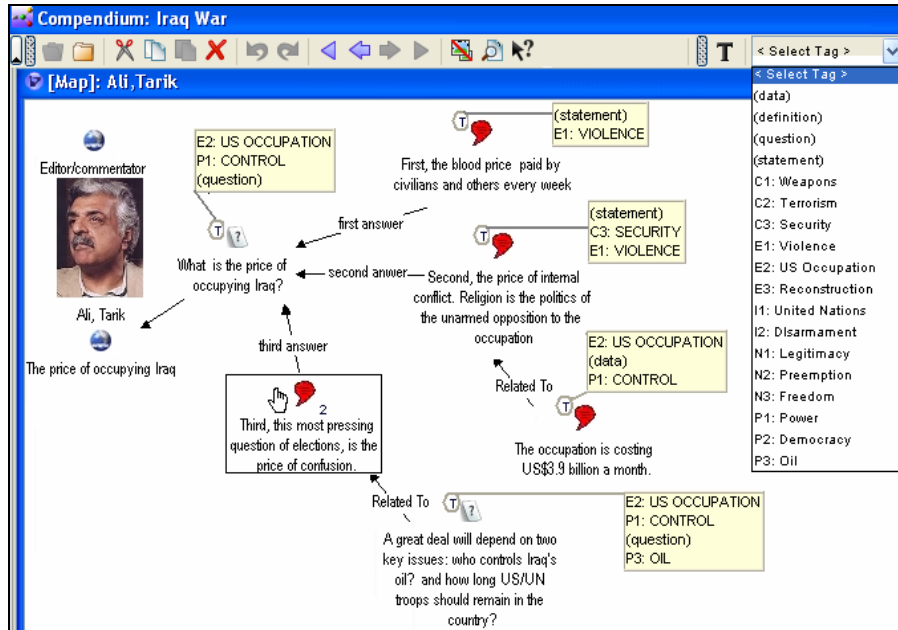 Compendium: Iraq War
T
< Select Tag >
[Map]: Ali,Tarik
< Select Tag >
(data)
(definition)
(question)
(statement)
C1: Weapons
C2: Terrorism
C3: Security
E1: Violence
E2: US Occupation
E3: Reconstruction
I1: United Nations
I2: DIsarmament
N1: Legitimacy
N2: Preemption
N3: Freedom
P1: Power
P2: Democracy
P3: Oil
Editor/commentator
Ali, Tarik
The price of occupying Iraq
E2: US OCCUPATION
P1: CONTROL
(question)
T
?
What is the price of
occupying Iraq?
T
(statement)
E1: VIOLENCE
First, the blood price paid by
civilians and others every week
first answer
T
(statement)
C3: SECURITY
E1: VIOLENCE
second anwer
Second, the price of internal
conflict. Religion is the politics of
the unarmed opposition to the
occupation
third answer
2
Third, this most pressing
question of elections, is the
price of confusion.
Related To
E2: US OCCUPATION
(data)
P1: CONTROL
T
The occupation is costing
US$3.9 billion a month.
Related To
T
?
E2: US OCCUPATION
P1: CONTROL
(question)
P3: OIL
A great deal will depend on two
key issues: who controls Iraq's
oil? and how long US/UN
troops should remain in the
country?